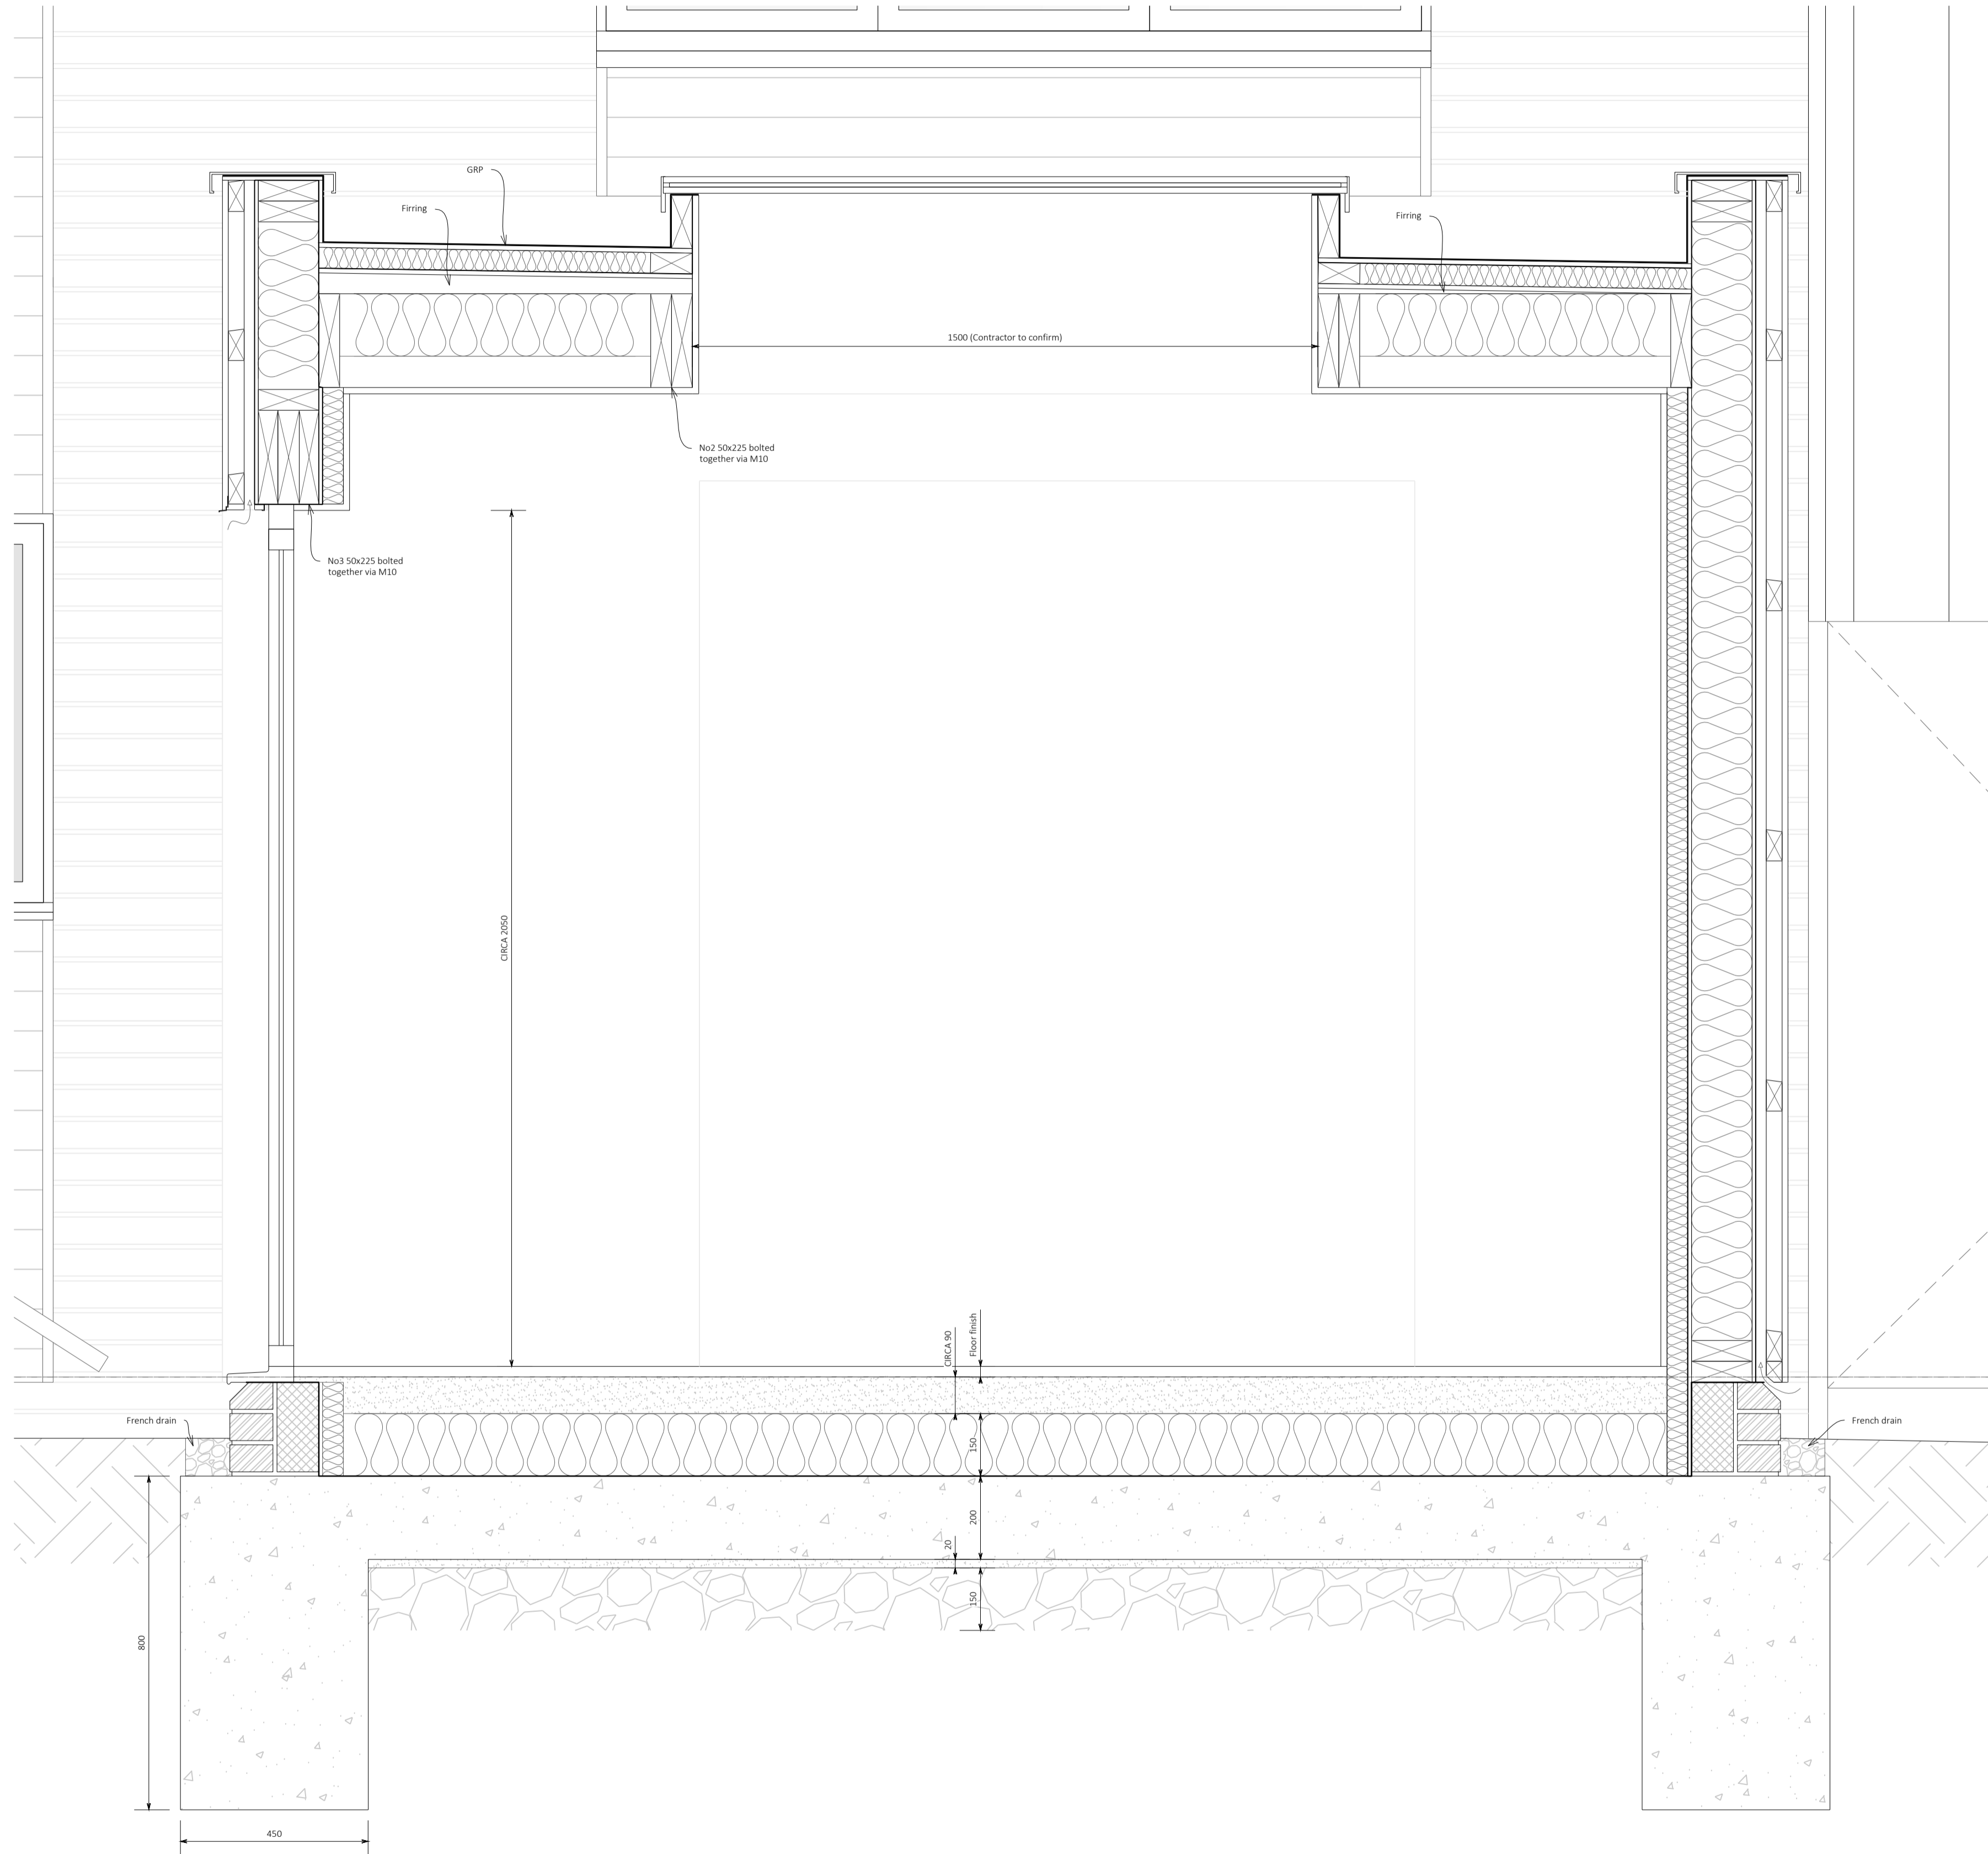 GRP
Firring
Firring
1500 (Contractor to confirm)
No2 50x225 bolted
together via M10
No3 50x225 bolted
together via M10
CIRCA 2050
CIRCA 90
Floor finish
French drain
French drain
150
200
20
150
800
450